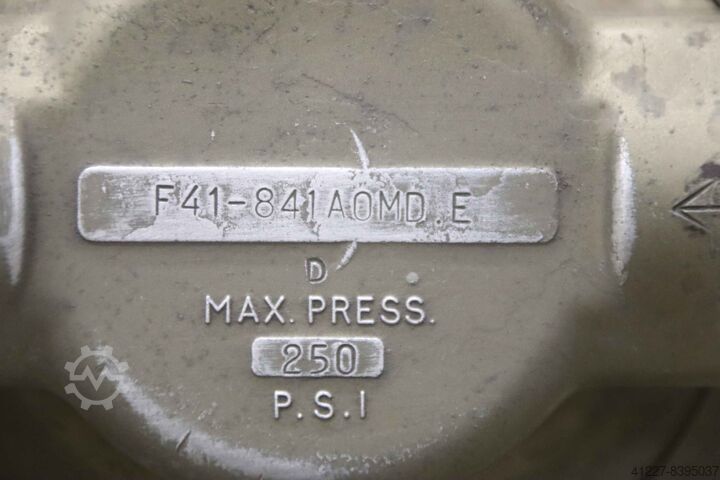 F41-841A0MD.E
D
MAX. PRESS.
250
P.S.I
41227-8395037